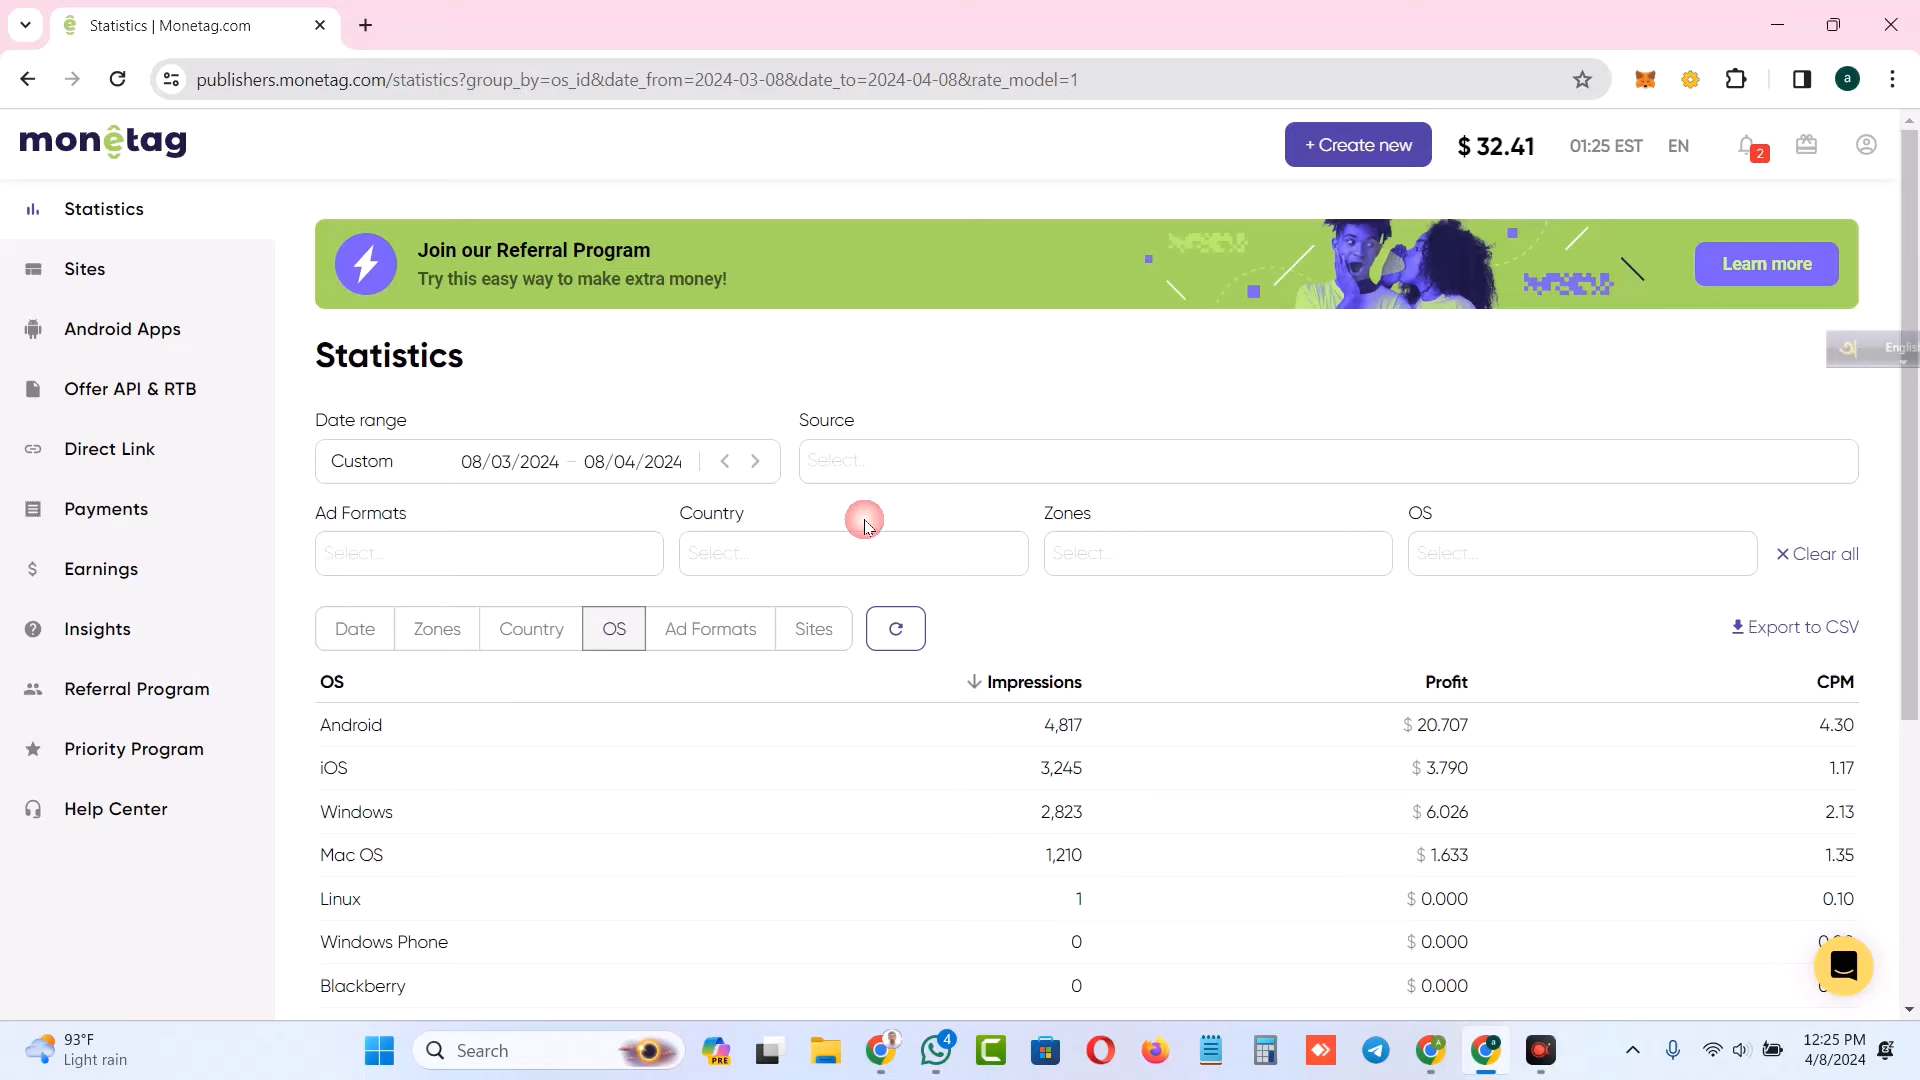 Statistics | Monetag.com
publishers.monetag.com/statistics?group_by=os_id&date_from=2024-03-08&date_to=2024-04-08&rate_model=1
a
monêtag
+ Create new
$ 32.41
01:25 EST
EN
2
Statistics
Sites
Android Apps
Offer API & RTB
Direct Link
Payments
Earnings
Insights
Referral Program
Priority Program
Help Center
Join our Referral Program
Try this easy way to make extra money!
Learn more
অ
Statistics
Date range
Source
Custom 08/03/2024 – 08/04/2024
Select...
Ad Formats Country Zones OS
Select... Select... Select... Select...
Clear all
Date Zones Country OS Ad Formats Sites
Export to CSV
OS Impressions Profit CPM
Android 4,817 $ 20.707 4.30
iOS 3,245 $ 3.790 1.17
Windows 2,823 $ 6.026 2.13
Mac OS 1,210 $ 1.633 1.35
Linux 1 $ 0.000 0.10
Windows Phone 0 $ 0.000
Blackberry 0 $ 0.000
93°F
Light rain
Search
PRE
4
A
a
12:25 PM
4/8/2024